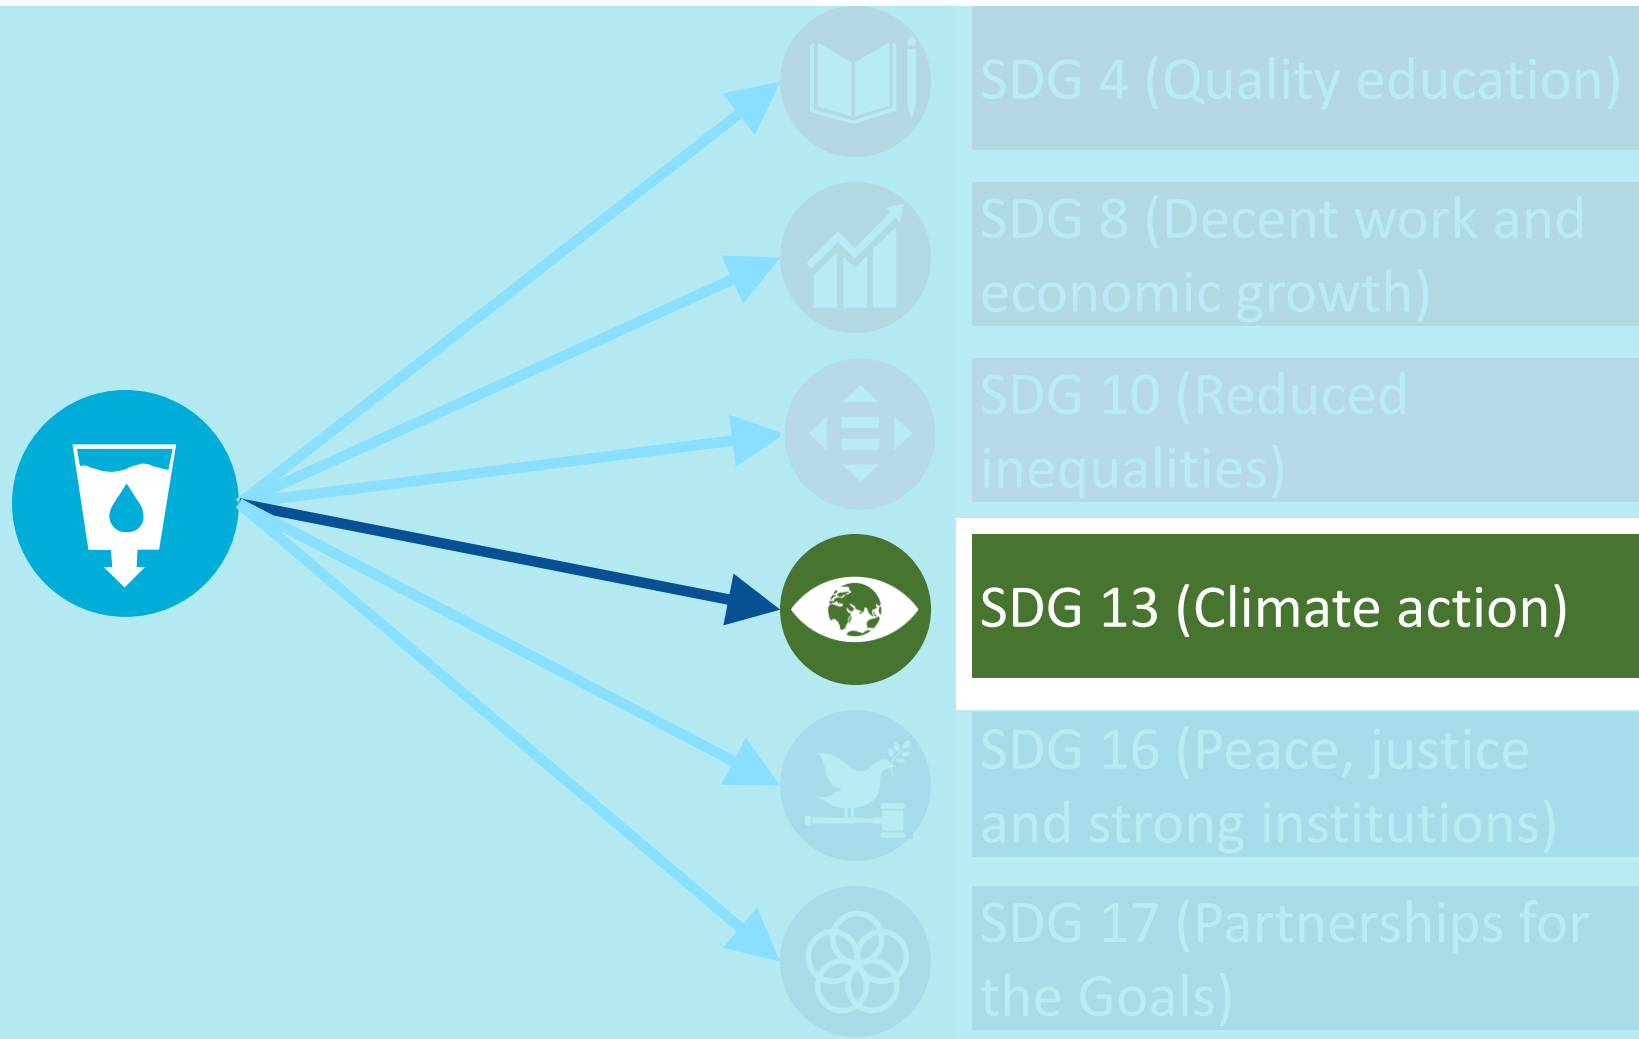 SDG 4 (Quality education)
SDG 8 (Decent work and
economic growth)
SDG 10 (Reduced
inequalities)
SDG 13 (Climate action)
SDG 16 (Peace, justice
and strong institutions)
SDG 17 (Partnerships for
the Goals)